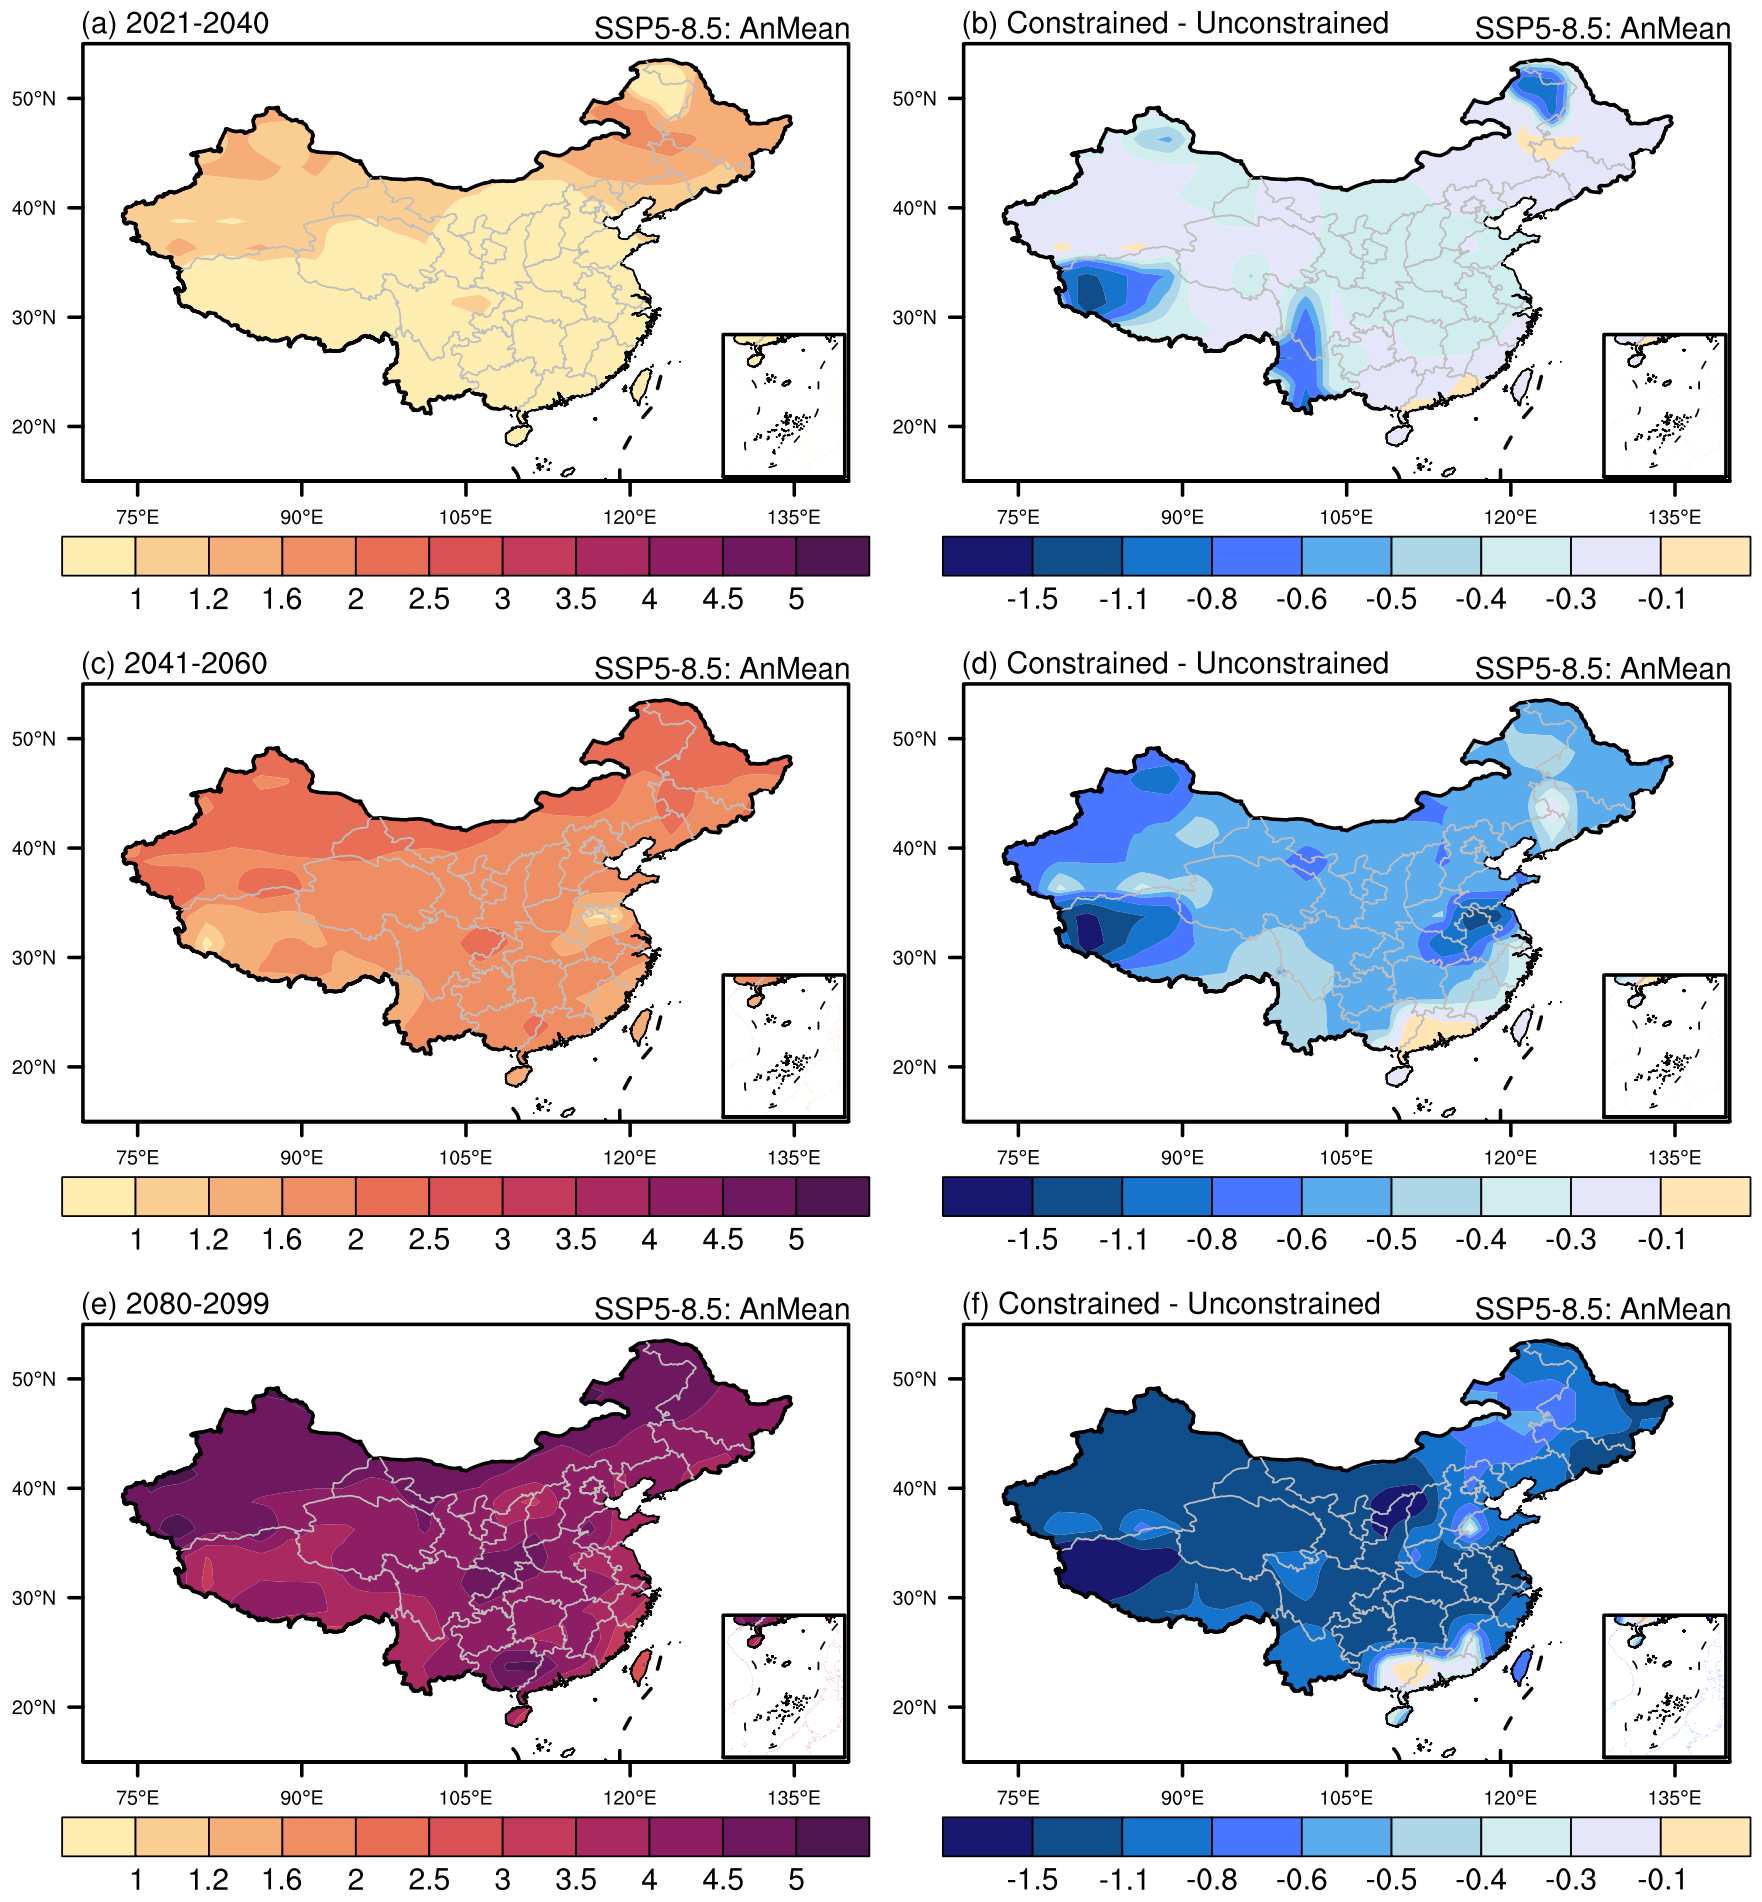 (a) 2021-2040 SSP5-8.5: AnMean
(b) Constrained - Unconstrained SSP5-8.5: AnMean
50°N 50°N
40°N 40°N
30°N 30°N
20°N 20°N
75°E 90°E 105°E 120°E 135°E 75°E 90°E 105°E 120°E 135°E
1 1.2 1.6 2 2.5 3 3.5 4 4.5 5 -1.5 -1.1 -0.8 -0.6 -0.5 -0.4 -0.3 -0.1
(c) 2041-2060 SSP5-8.5: AnMean
(d) Constrained - Unconstrained SSP5-8.5: AnMean
50°N 50°N
40°N 40°N
30°N 30°N
20°N 20°N
75°E 90°E 105°E 120°E 135°E 75°E 90°E 105°E 120°E 135°E
1 1.2 1.6 2 2.5 3 3.5 4 4.5 5 -1.5 -1.1 -0.8 -0.6 -0.5 -0.4 -0.3 -0.1
(e) 2080-2099 SSP5-8.5: AnMean
(f) Constrained - Unconstrained SSP5-8.5: AnMean
50°N 50°N
40°N 40°N
30°N 30°N
20°N 20°N
75°E 90°E 105°E 120°E 135°E 75°E 90°E 105°E 120°E 135°E
1 1.2 1.6 2 2.5 3 3.5 4 4.5 5 -1.5 -1.1 -0.8 -0.6 -0.5 -0.4 -0.3 -0.1